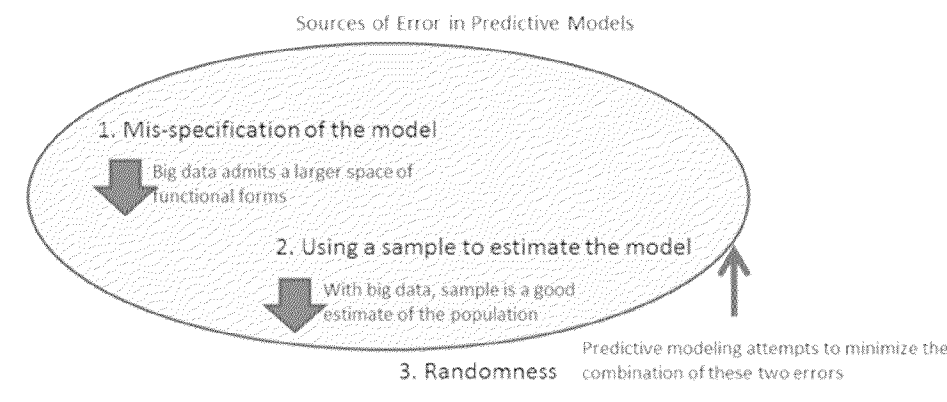 Sources of Error in Predictive Models
1. Mis-specification of the model
Big data admits a larger space of
functional forms
2. Using a sample to estimate the model
With big data, sample is a good
estimate of the population
3. Randomness
Predictive modeling attempts to minimize the
combination of these two errors